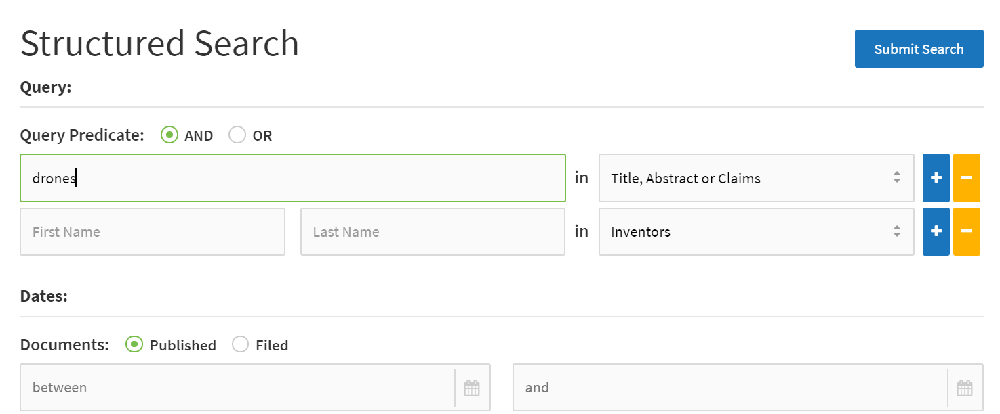 Structured Search
Submit Search
Query:
Query Predicate: AND OR
drones in Title, Abstract or Claims + −
First Name Last Name in Inventors + −
Dates:
Documents: Published Filed
between and